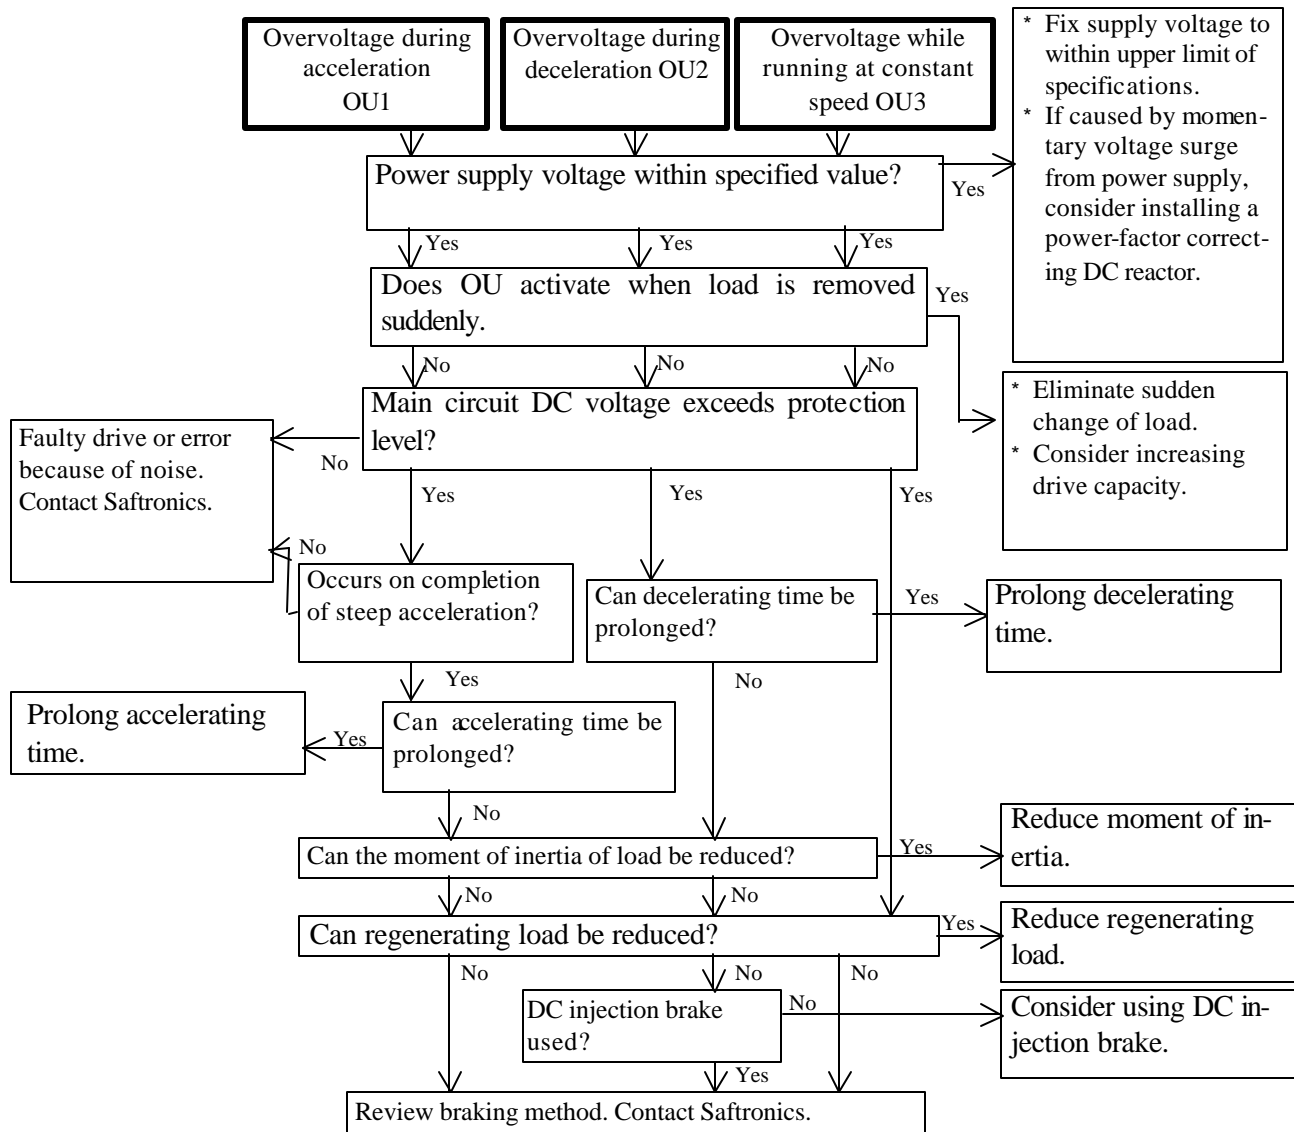 Overvoltage during
acceleration
OU1
Overvoltage during
deceleration OU2
Overvoltage while
running at constant
speed OU3
* Fix supply voltage to
within upper limit of
specifications.
* If caused by momen-
tary voltage surge
from power supply,
consider installing a
power-factor correct-
ing DC reactor.
Power supply voltage within specified value?
Yes
Yes
Yes
Yes
Does OU activate when load is removed
suddenly.
Yes
No
No
No
* Eliminate sudden
change of load.
* Consider increasing
drive capacity.
Main circuit DC voltage exceeds protection
level?
Faulty drive or error
because of noise.
Contact Saftronics.
No
Yes
Yes
Yes
No
Occurs on completion
of steep acceleration?
Can decelerating time be
prolonged?
Yes
Prolong decelerating
time.
Yes
No
Prolong accelerating
time.
Yes
Can accelerating time be
prolonged?
No
Can the moment of inertia of load be reduced?
Yes
Reduce moment of in-
ertia.
No
No
Can regenerating load be reduced?
Yes
Reduce regenerating
load.
No
No
No
DC injection brake
used?
No
Consider using DC in-
jection brake.
Yes
Review braking method. Contact Saftronics.